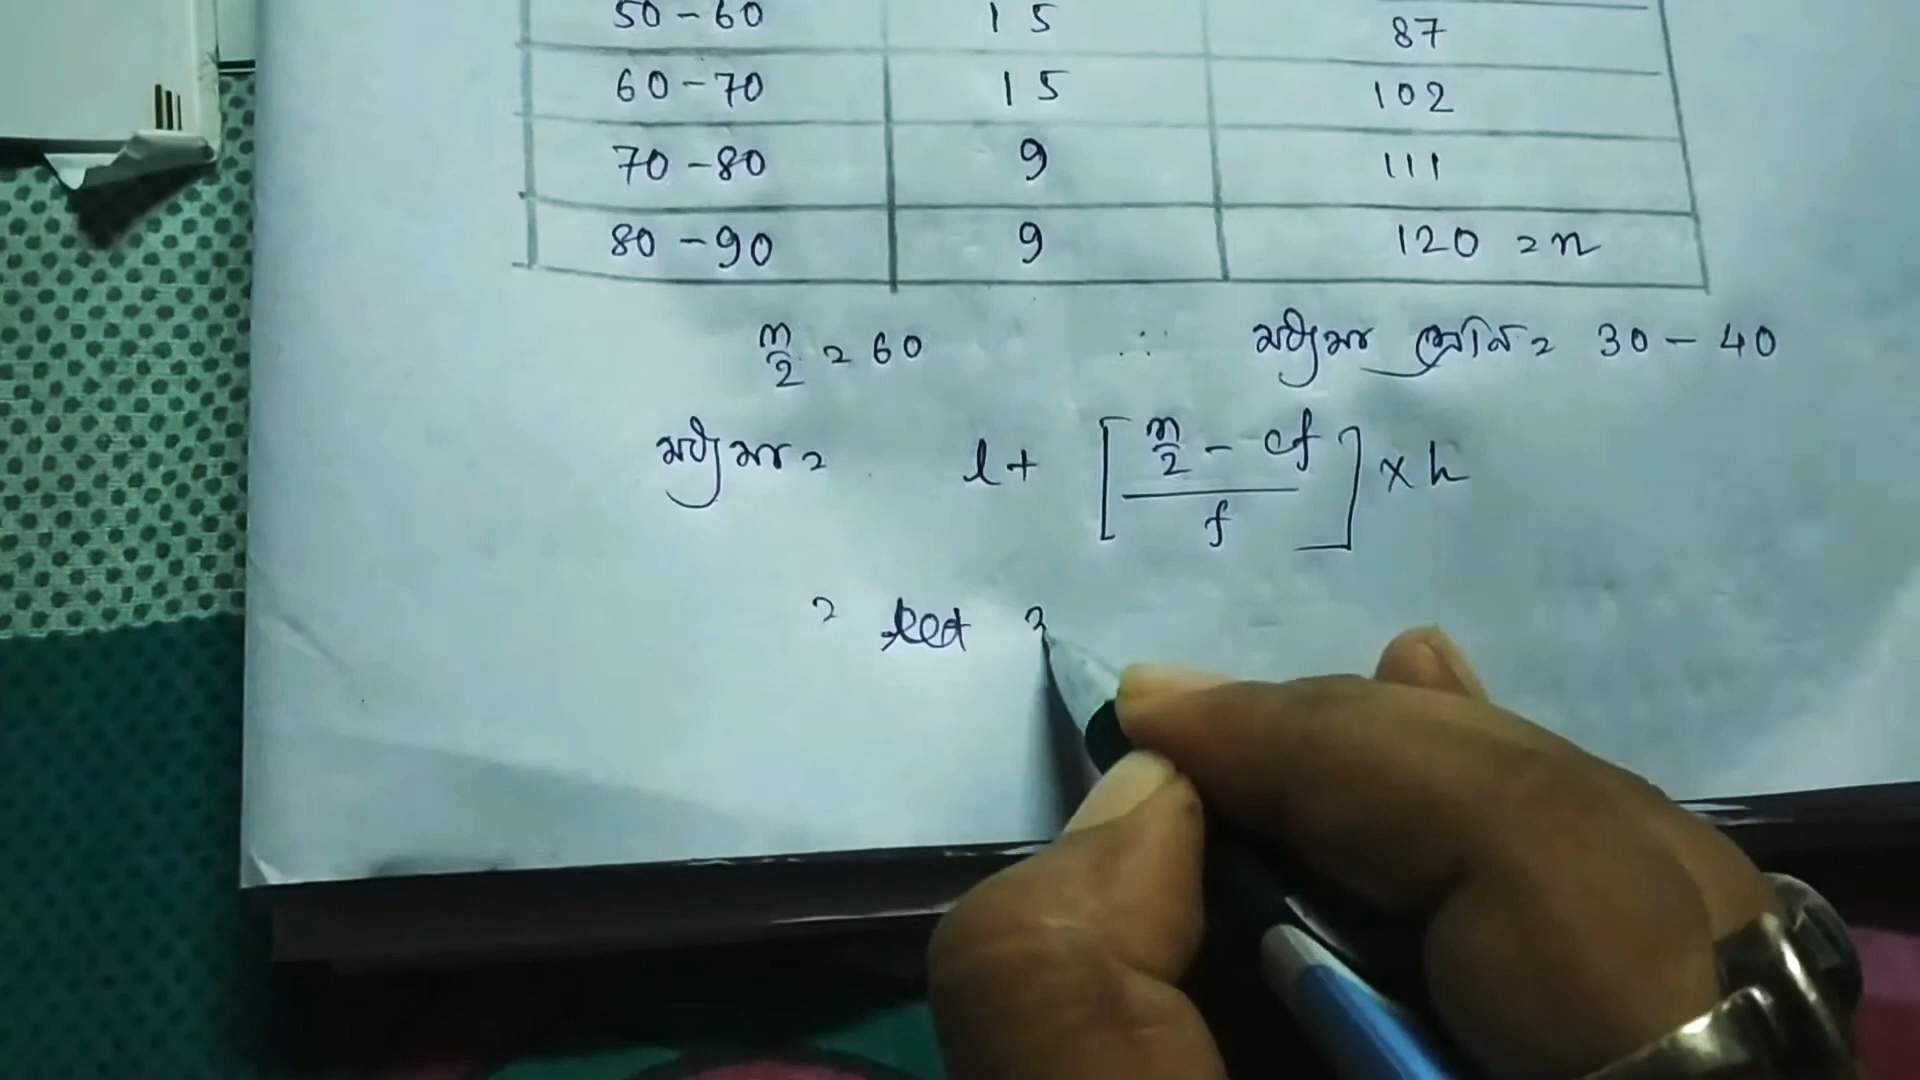 50 - 60 15 87
60 - 70 15 102
70 - 80 9 111
80 - 90 9 120 = n
n/2 = 60 ∴ মধ্যমা শ্রেণি = 30 - 40
মধ্যমা = l + [(n/2 - cf)/f] × h
= 3